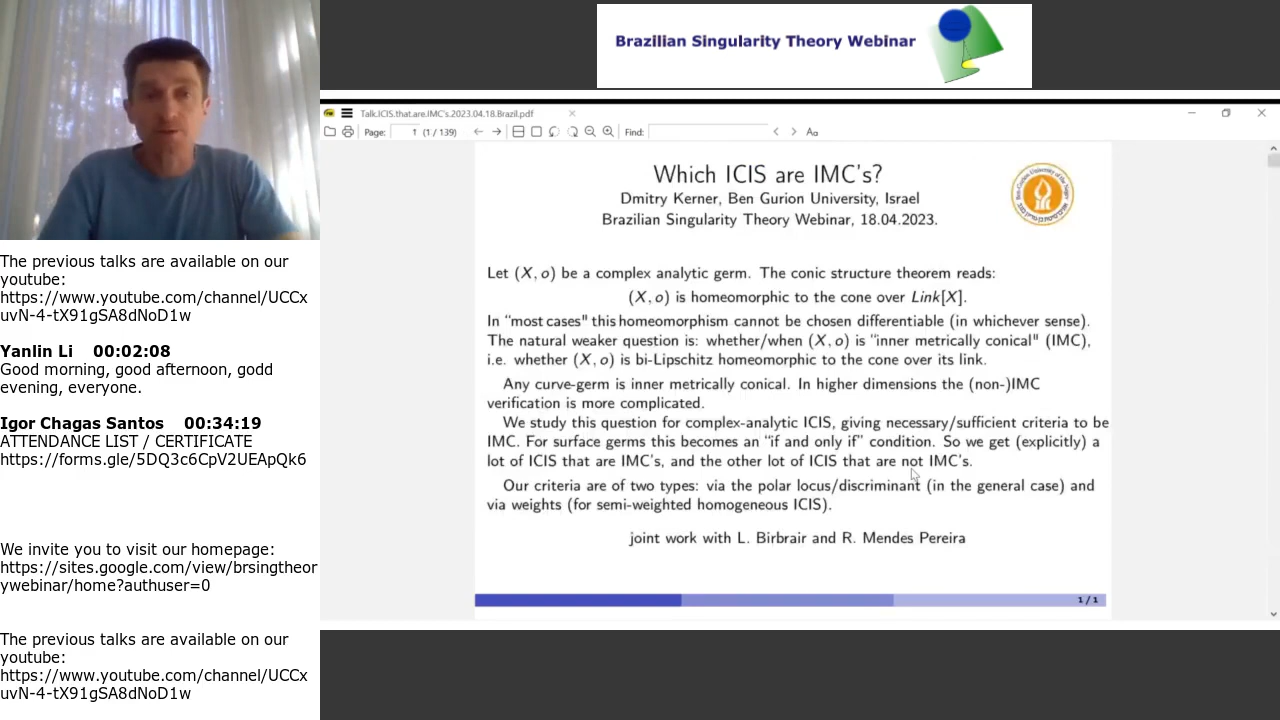 Brazilian Singularity Theory Webinar
Talk.ICIS.that.are.IMC's.2023.04.18.Brazil.pdf
Page: 1 (1 / 139) Find: Aa
Which ICIS are IMC's?
Dmitry Kerner, Ben Gurion University, Israel
Brazilian Singularity Theory Webinar, 18.04.2023.
Let (X, o) be a complex analytic germ. The conic structure theorem reads:
(X, o) is homeomorphic to the cone over Link[X].
In "most cases" this homeomorphism cannot be chosen differentiable (in whichever sense).
The natural weaker question is: whether/when (X, o) is "inner metrically conical" (IMC),
i.e. whether (X, o) is bi-Lipschitz homeomorphic to the cone over its link.
Any curve-germ is inner metrically conical. In higher dimensions the (non-)IMC
verification is more complicated.
We study this question for complex-analytic ICIS, giving necessary/sufficient criteria to be
IMC. For surface germs this becomes an "if and only if" condition. So we get (explicitly) a
lot of ICIS that are IMC's, and the other lot of ICIS that are not IMC's.
Our criteria are of two types: via the polar locus/discriminant (in the general case) and
via weights (for semi-weighted homogeneous ICIS).
joint work with L. Birbrair and R. Mendes Pereira
1 / 1
The previous talks are available on our
youtube:
https://www.youtube.com/channel/UCCx
uvN-4-tX91gSA8dNoD1w
Yanlin Li 00:02:08
Good morning, good afternoon, godd
evening, everyone.
Igor Chagas Santos 00:34:19
ATTENDANCE LIST / CERTIFICATE
https://forms.gle/5DQ3c6CpV2UEApQk6
We invite you to visit our homepage:
https://sites.google.com/view/brsingtheor
ywebinar/home?authuser=0
The previous talks are available on our
youtube:
https://www.youtube.com/channel/UCCx
uvN-4-tX91gSA8dNoD1w